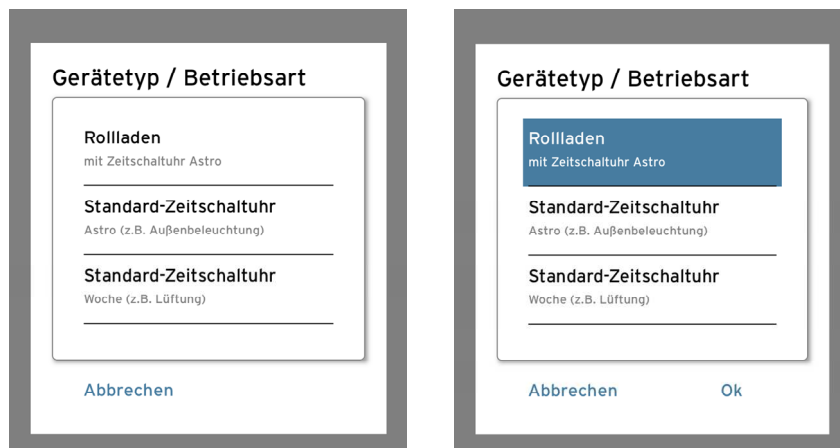 Gerätetyp / Betriebsart
Rollladen
mit Zeitschaltuhr Astro
Standard-Zeitschaltuhr
Astro (z.B. Außenbeleuchtung)
Standard-Zeitschaltuhr
Woche (z.B. Lüftung)
Abbrechen
Gerätetyp / Betriebsart
Rollladen
mit Zeitschaltuhr Astro
Standard-Zeitschaltuhr
Astro (z.B. Außenbeleuchtung)
Standard-Zeitschaltuhr
Woche (z.B. Lüftung)
Abbrechen Ok